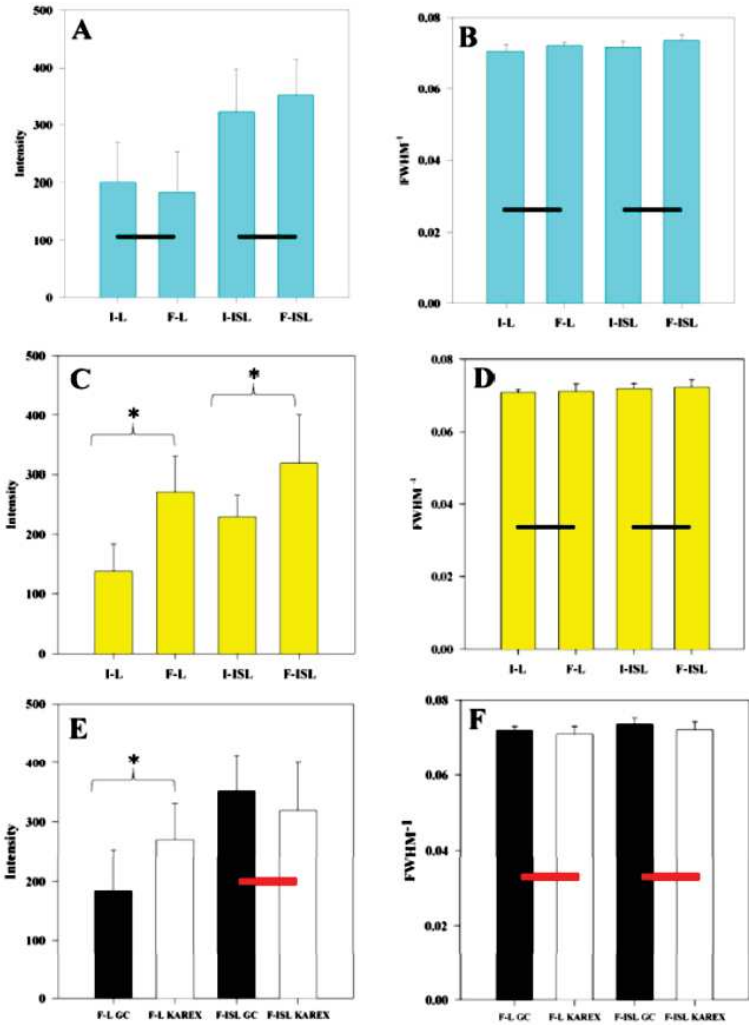 A
500
400
300
200
100
0
Intensity
I-L F-L I-ISL F-ISL
B
0.08
0.06
0.04
0.02
0.00
FWHM⁻¹
I-L F-L I-ISL F-ISL
C
500
400
300
200
100
0
Intensity
* *
I-L F-L I-ISL F-ISL
D
0.08
0.06
0.04
0.02
0.00
FWHM⁻¹
I-L F-L I-ISL F-ISL
E
500
400
300
200
100
0
Intensity
*
F-L GC F-L KAREX F-ISL GC F-ISL KAREX
F
0.08
0.06
0.04
0.02
0.00
FWHM⁻¹
F-L GC F-L KAREX F-ISL GC F-ISL KAREX